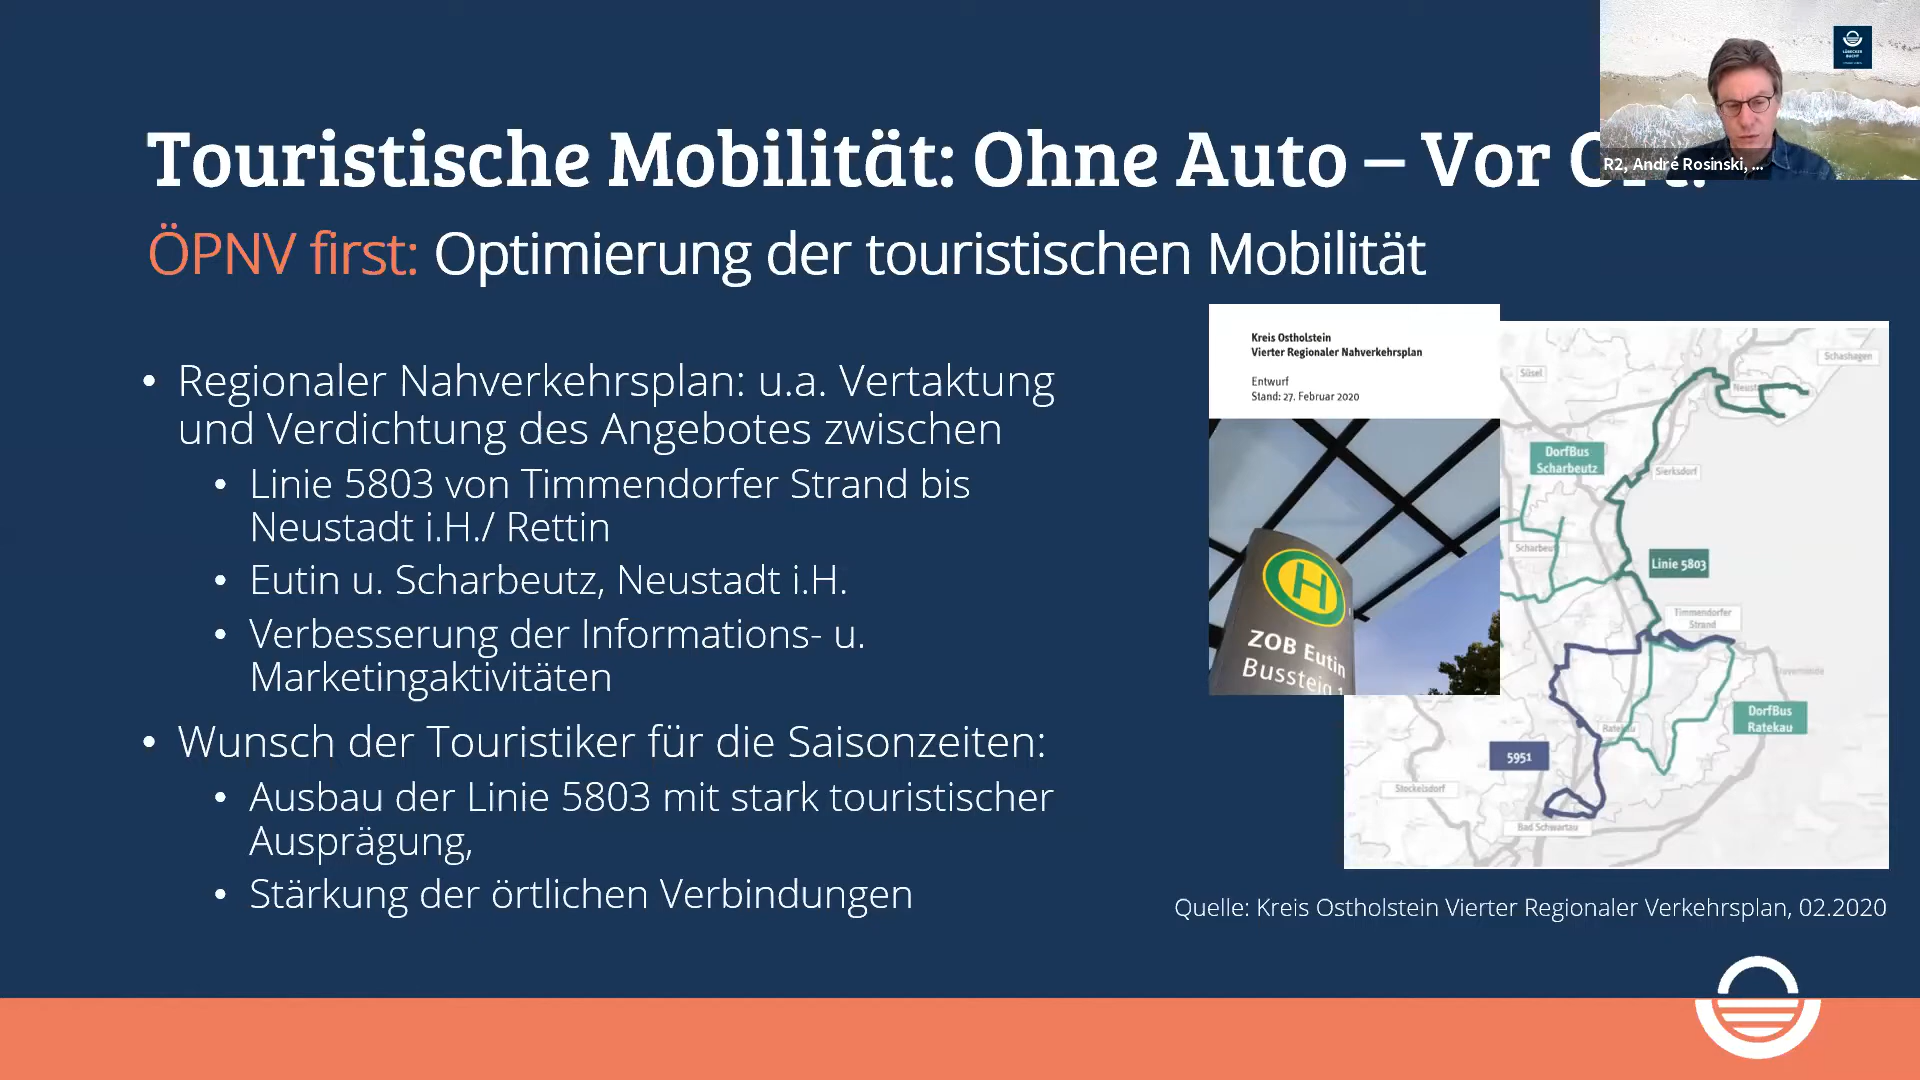 Touristische Mobilität: Ohne Auto – Vor
R2, André Rosinski, ...
ÖPNV first: Optimierung der touristischen Mobilität
• Regionaler Nahverkehrsplan: u.a. Vertaktung
und Verdichtung des Angebotes zwischen
• Linie 5803 von Timmendorfer Strand bis
Neustadt i.H./ Rettin
• Eutin u. Scharbeutz, Neustadt i.H.
• Verbesserung der Informations- u.
Marketingaktivitäten
• Wunsch der Touristiker für die Saisonzeiten:
• Ausbau der Linie 5803 mit stark touristischer
Ausprägung,
• Stärkung der örtlichen Verbindungen
Kreis Ostholstein
Vierter Regionaler Nahverkehrsplan
Entwurf
Stand: 27. Februar 2020
H
ZOB Eutin
Bussteig 1
Schashagen
Süsel
DorfBus
Scharbeutz
Sierksdorf
Linie 5803
Timmendorfer
Strand
DorfBus
Ratekau
5951
Stockelsdorf
Bad Schwartau
Quelle: Kreis Ostholstein Vierter Regionaler Verkehrsplan, 02.2020